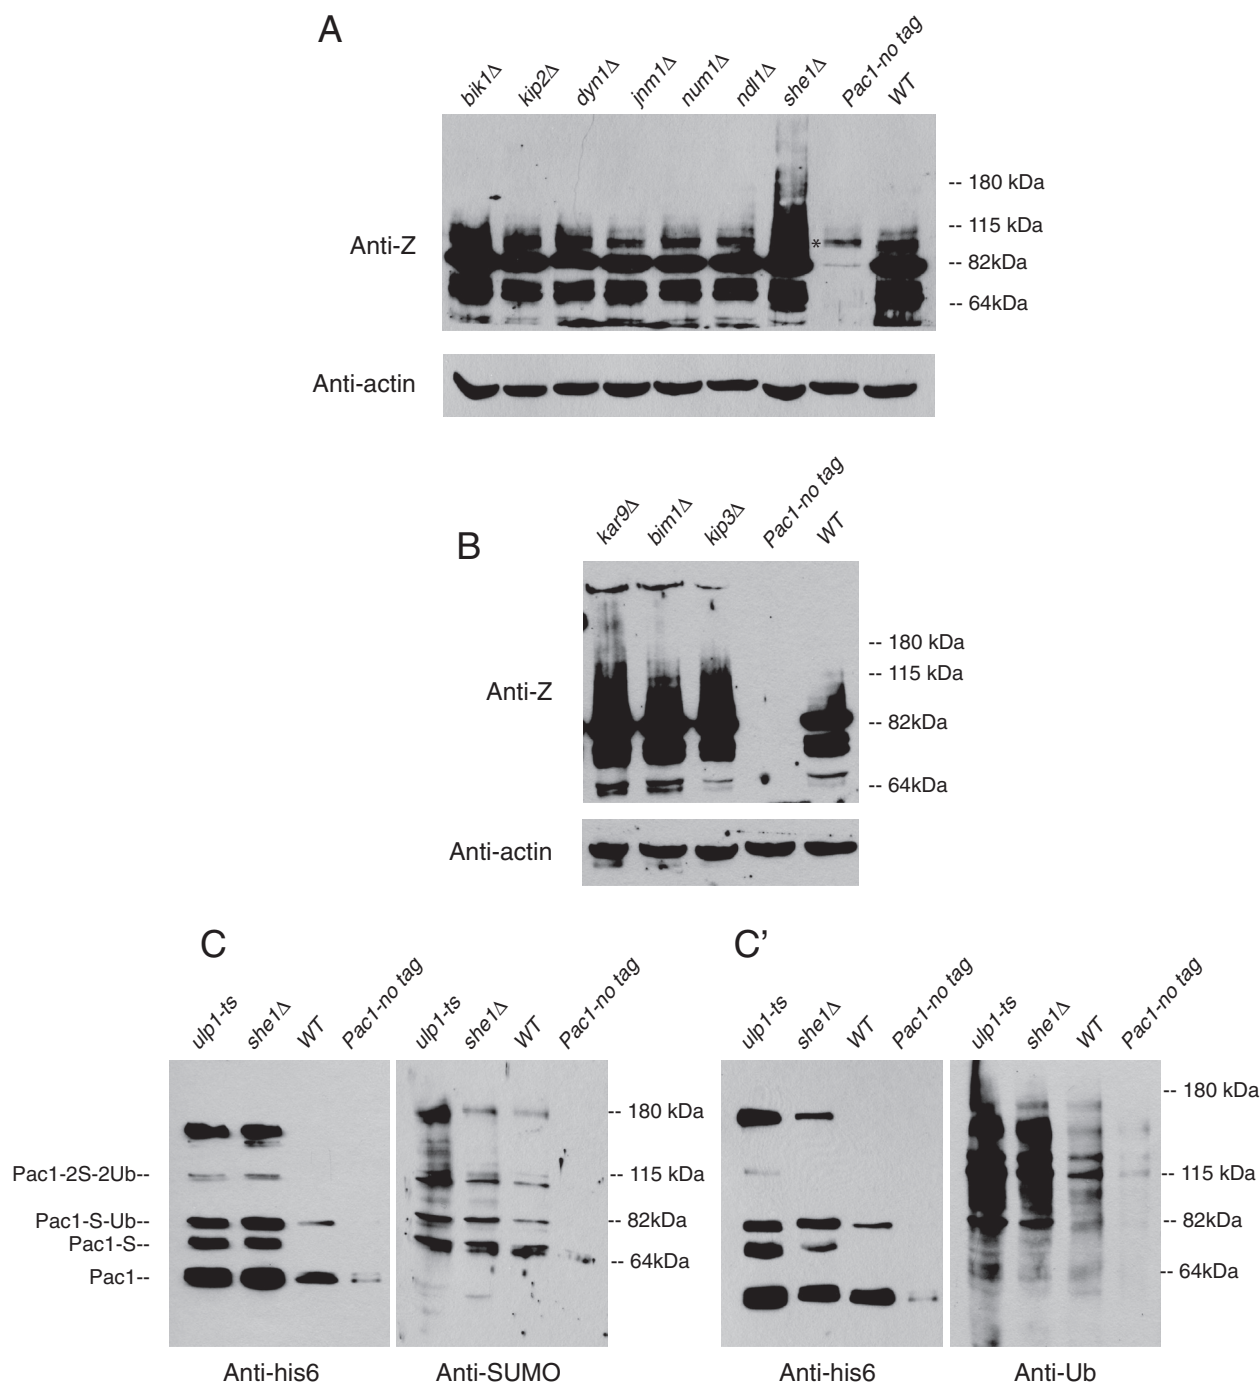 A
bik1Δ kip2Δ dyn1Δ jnm1Δ num1Δ ndl1Δ she1Δ Pac1-no tag WT
-- 180 kDa
-- 115 kDa
Anti-Z
*
-- 82kDa
-- 64kDa
Anti-actin
B
kar9Δ bim1Δ kip3Δ Pac1-no tag WT
-- 180 kDa
-- 115 kDa
Anti-Z
-- 82kDa
-- 64kDa
Anti-actin
C
ulp1-ts she1Δ WT Pac1-no tag
ulp1-ts she1Δ WT Pac1-no tag
-- 180 kDa
Pac1-2S-2Ub--
-- 115 kDa
Pac1-S-Ub--
-- 82kDa
Pac1-S--
-- 64kDa
Pac1--
Anti-his6
Anti-SUMO
C’
ulp1-ts she1Δ WT Pac1-no tag
ulp1-ts she1Δ WT Pac1-no tag
-- 180 kDa
-- 115 kDa
-- 82kDa
-- 64kDa
Anti-his6
Anti-Ub